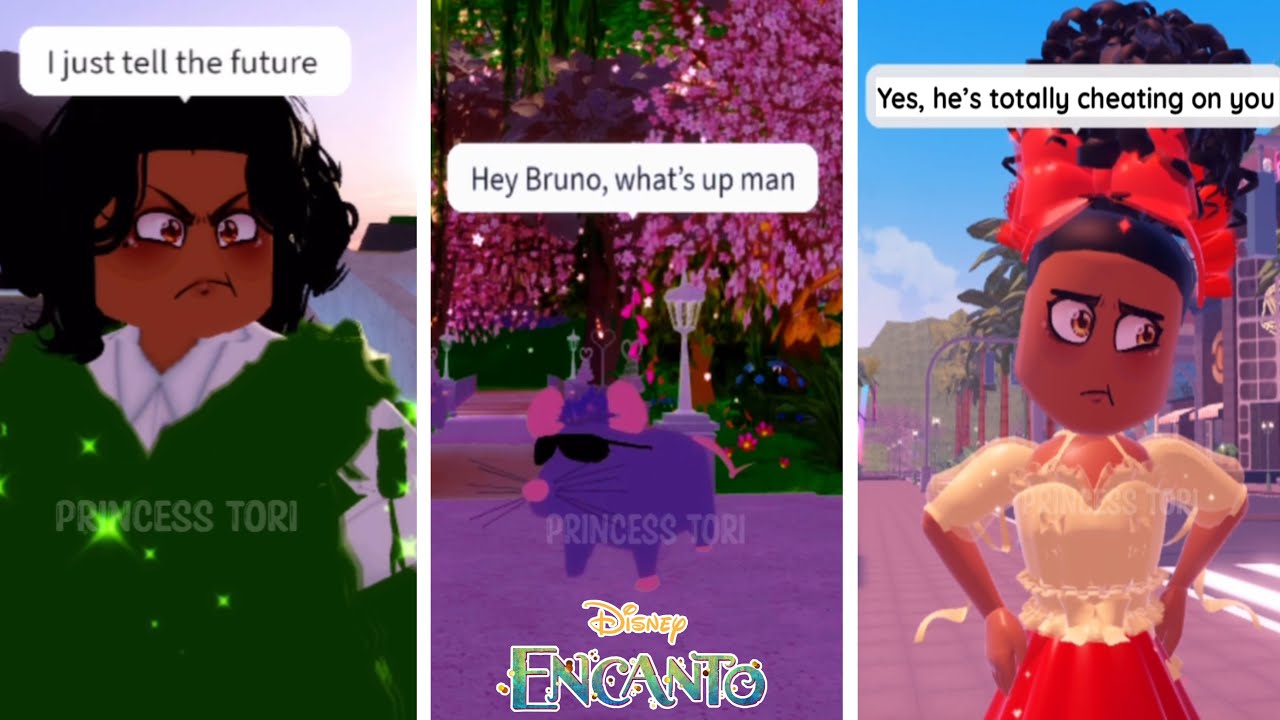 I just tell the future
PRINCESS TORI
Hey Bruno, what's up man
PRINCESS TORI
DISNEY
ENCANTO
Yes, he's totally cheating on you
PRINCESS TORI